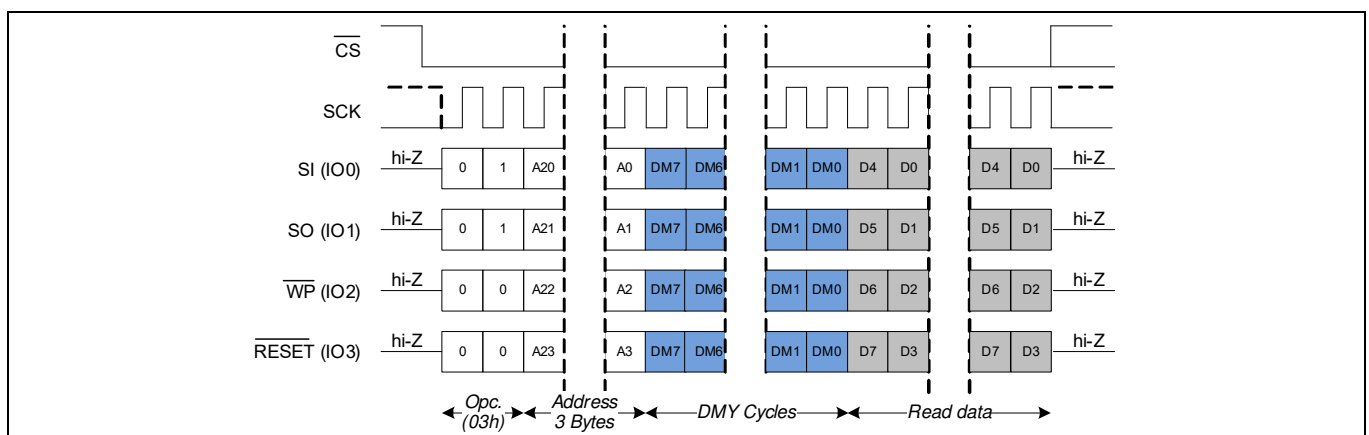 CS
SCK
SI (IO0) hi-Z 0 1 A20 A0 DM7 DM6 DM1 DM0 D4 D0 D4 D0 hi-Z
SO (IO1) hi-Z 0 1 A21 A1 DM7 DM6 DM1 DM0 D5 D1 D5 D1 hi-Z
WP (IO2) hi-Z 0 0 A22 A2 DM7 DM6 DM1 DM0 D6 D2 D6 D2 hi-Z
RESET (IO3) hi-Z 0 0 A23 A3 DM7 DM6 DM1 DM0 D7 D3 D7 D3 hi-Z
Opc. Address DMY Cycles Read data
(03h) 3 Bytes